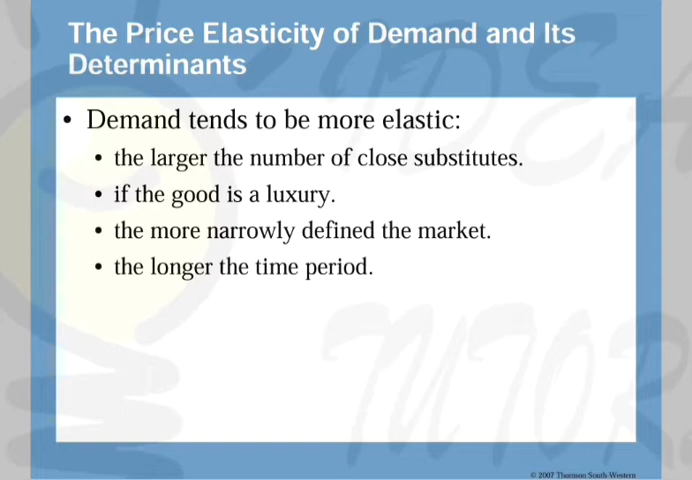 The Price Elasticity of Demand and Its
Determinants
• Demand tends to be more elastic:
• the larger the number of close substitutes.
• if the good is a luxury.
• the more narrowly defined the market.
• the longer the time period.
© 2007 Thomson South-Western